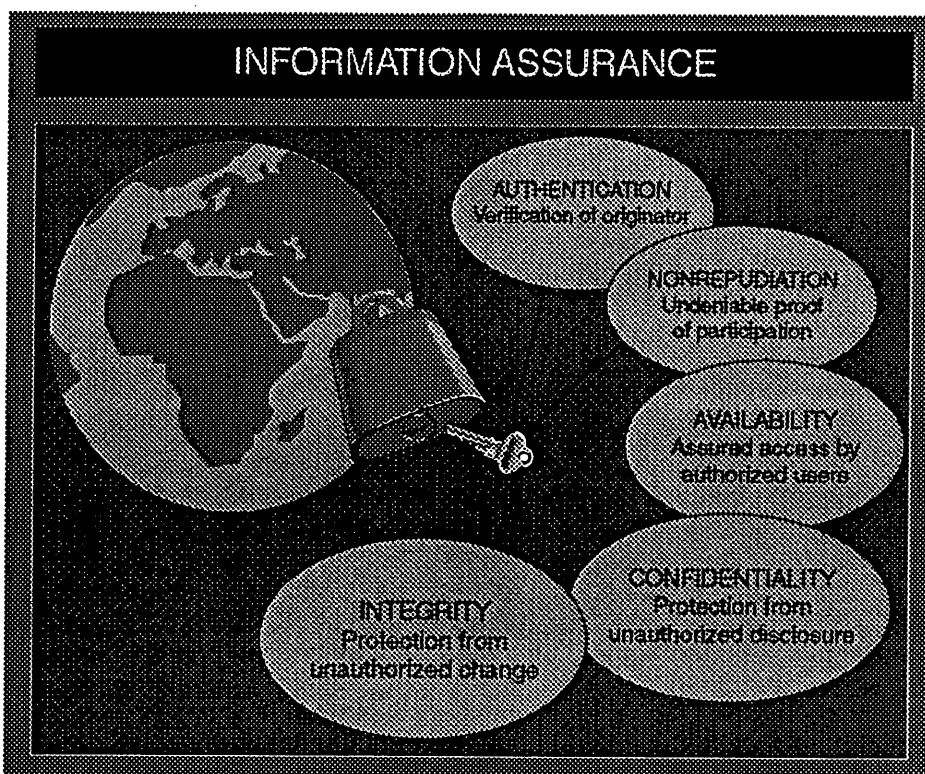 INFORMATION ASSURANCE
AUTHENTICATION
Verification of originator
NONREPUDIATION
Undeniable proof
of participation
AVAILABILITY
Assured access by
authorized users
CONFIDENTIALITY
Protection from
unauthorized disclosure
INTEGRITY
Protection from
unauthorized change